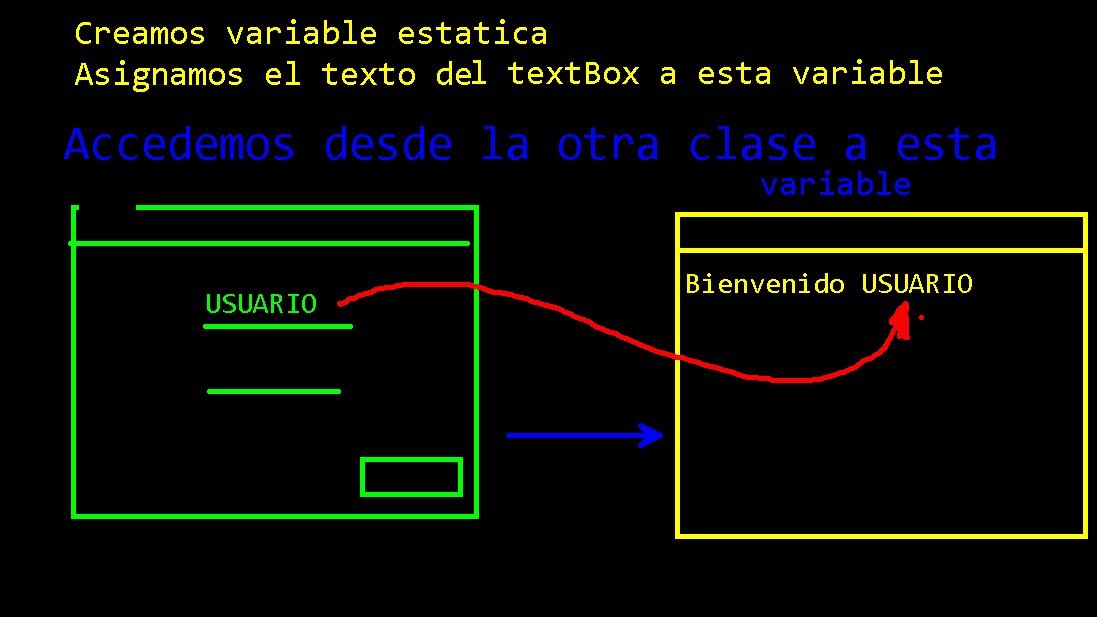 Creamos variable estatica
Asignamos el texto del textBox a esta variable
Accedemos desde la otra clase a esta
variable
USUARIO
Bienvenido USUARIO